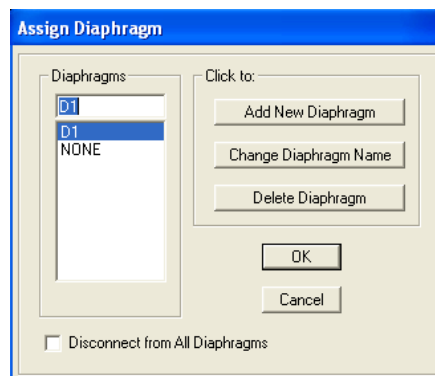 Assign Diaphragm
Diaphragms
D1
D1
NONE
Click to:
Add New Diaphragm
Change Diaphragm Name
Delete Diaphragm
OK
Cancel
Disconnect from All Diaphragms